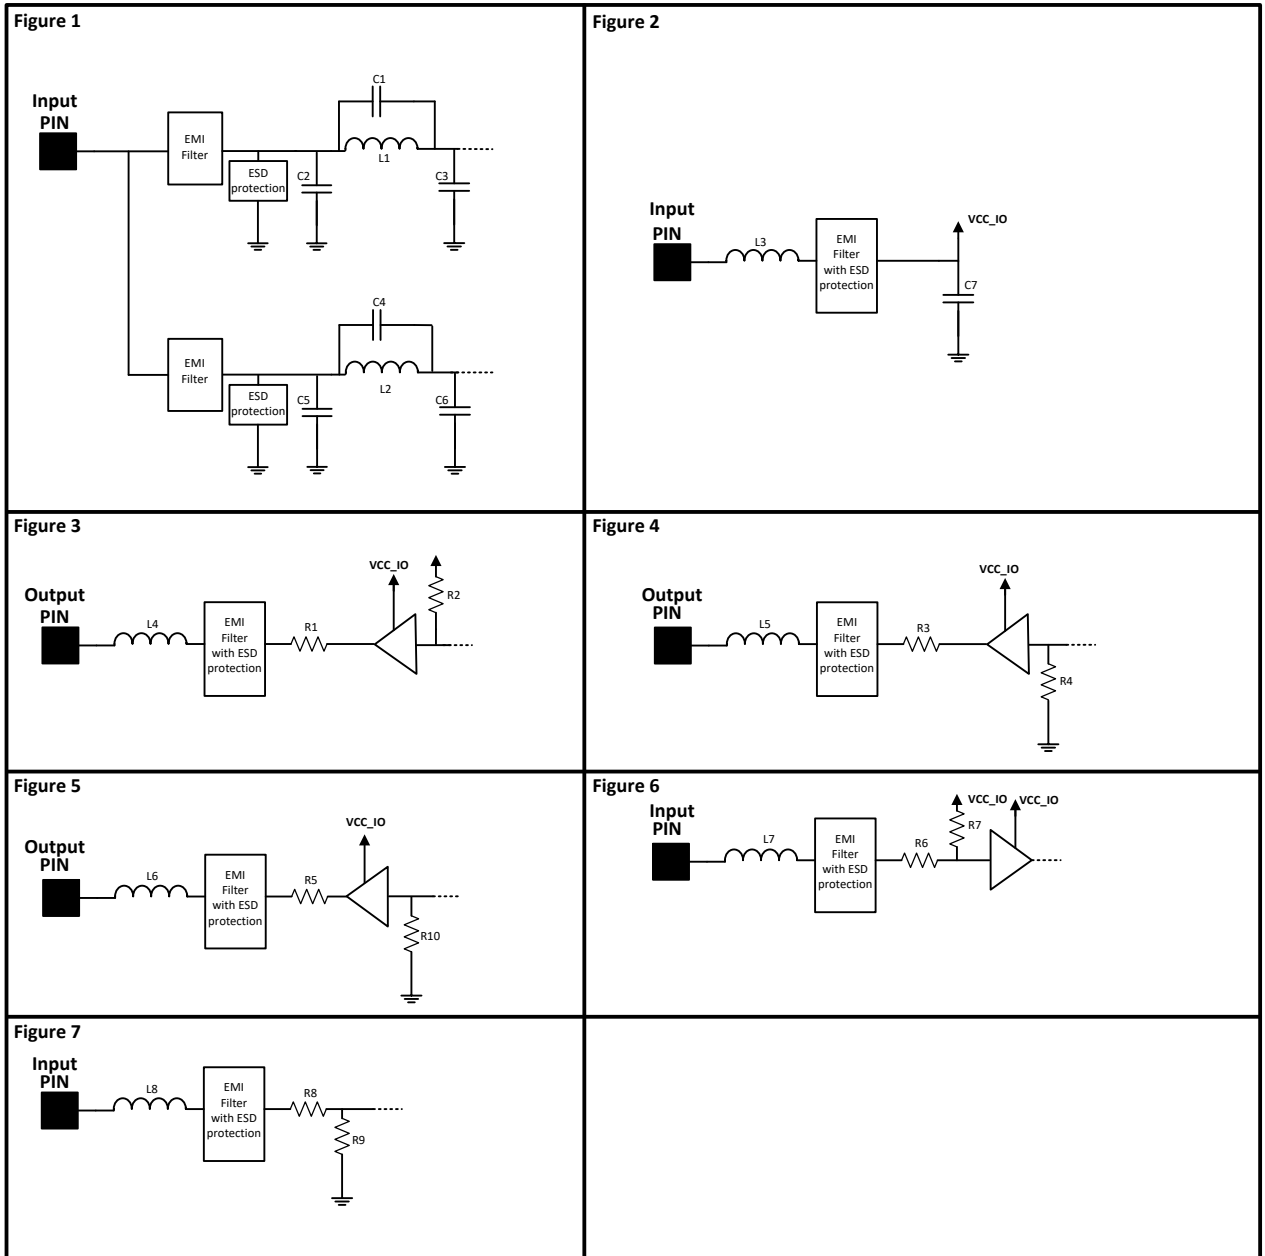 Figure 1
Input
PIN
EMI
Filter
ESD
protection
C1
L1
C2
C3
EMI
Filter
ESD
protection
C4
L2
C5
C6
Figure 2
Input
PIN
L3
EMI
Filter
with ESD
protection
VCC_IO
C7
Figure 3
Output
PIN
L4
EMI
Filter
with ESD
protection
R1
VCC_IO
R2
Figure 4
Output
PIN
L5
EMI
Filter
with ESD
protection
R3
VCC_IO
R4
Figure 5
Output
PIN
L6
EMI
Filter
with ESD
protection
R5
VCC_IO
R10
Figure 6
Input
PIN
L7
EMI
Filter
with ESD
protection
R6
VCC_IO
R7
VCC_IO
Figure 7
Input
PIN
L8
EMI
Filter
with ESD
protection
R8
R9